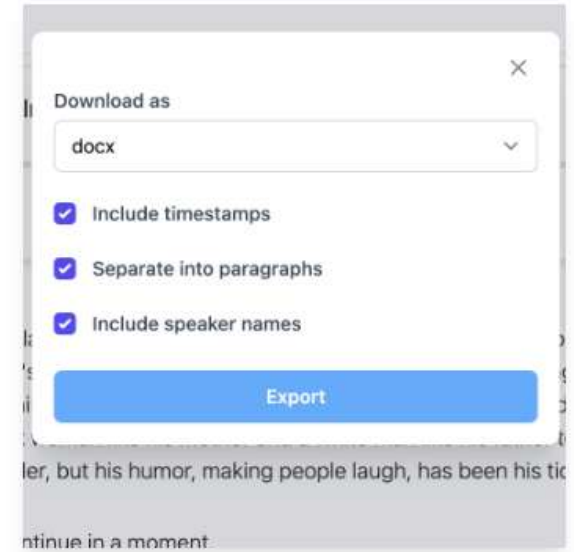 Download as
docx
Include timestamps
Separate into paragraphs
Include speaker names
Export
ler, but his humor, making people laugh, has been his tic
ntinue in a moment.